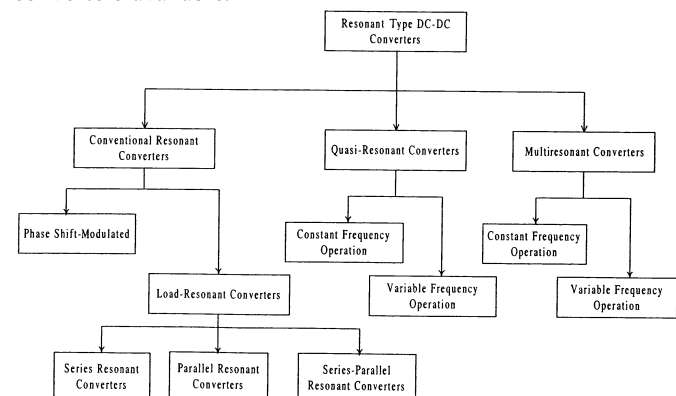 Resonant Type DC-DC
Converters
Conventional Resonant
Converters
Quasi-Resonant Converters
Multiresonant Converters
Phase Shift-Modulated
Constant Frequency
Operation
Constant Frequency
Operation
Load-Resonant Converters
Variable Frequency
Operation
Variable Frequency
Operation
Series Resonant
Converters
Parallel Resonant
Converters
Series-Parallel
Resonant Converters